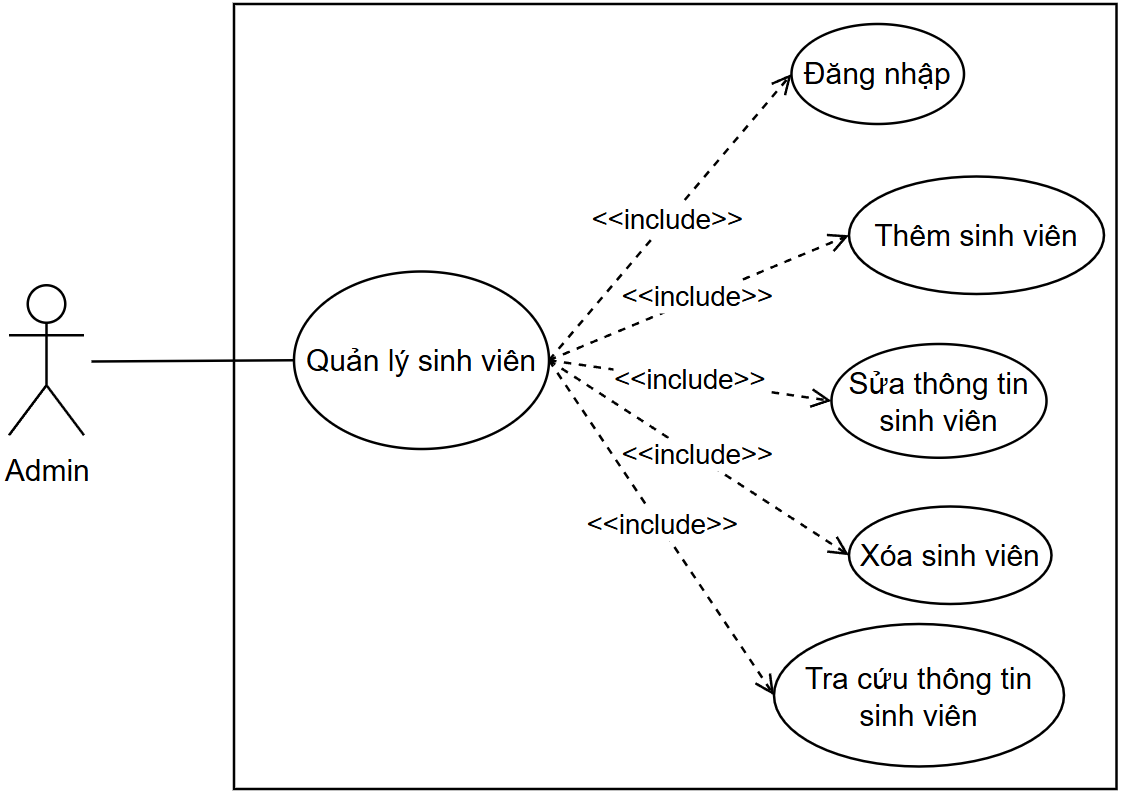 Đăng nhập
<<include>>
Thêm sinh viên
<<include>>
Quản lý sinh viên
<<include>>
Sửa thông tin
sinh viên
Admin
<<include>>
<<include>>
Xóa sinh viên
Tra cứu thông tin
sinh viên